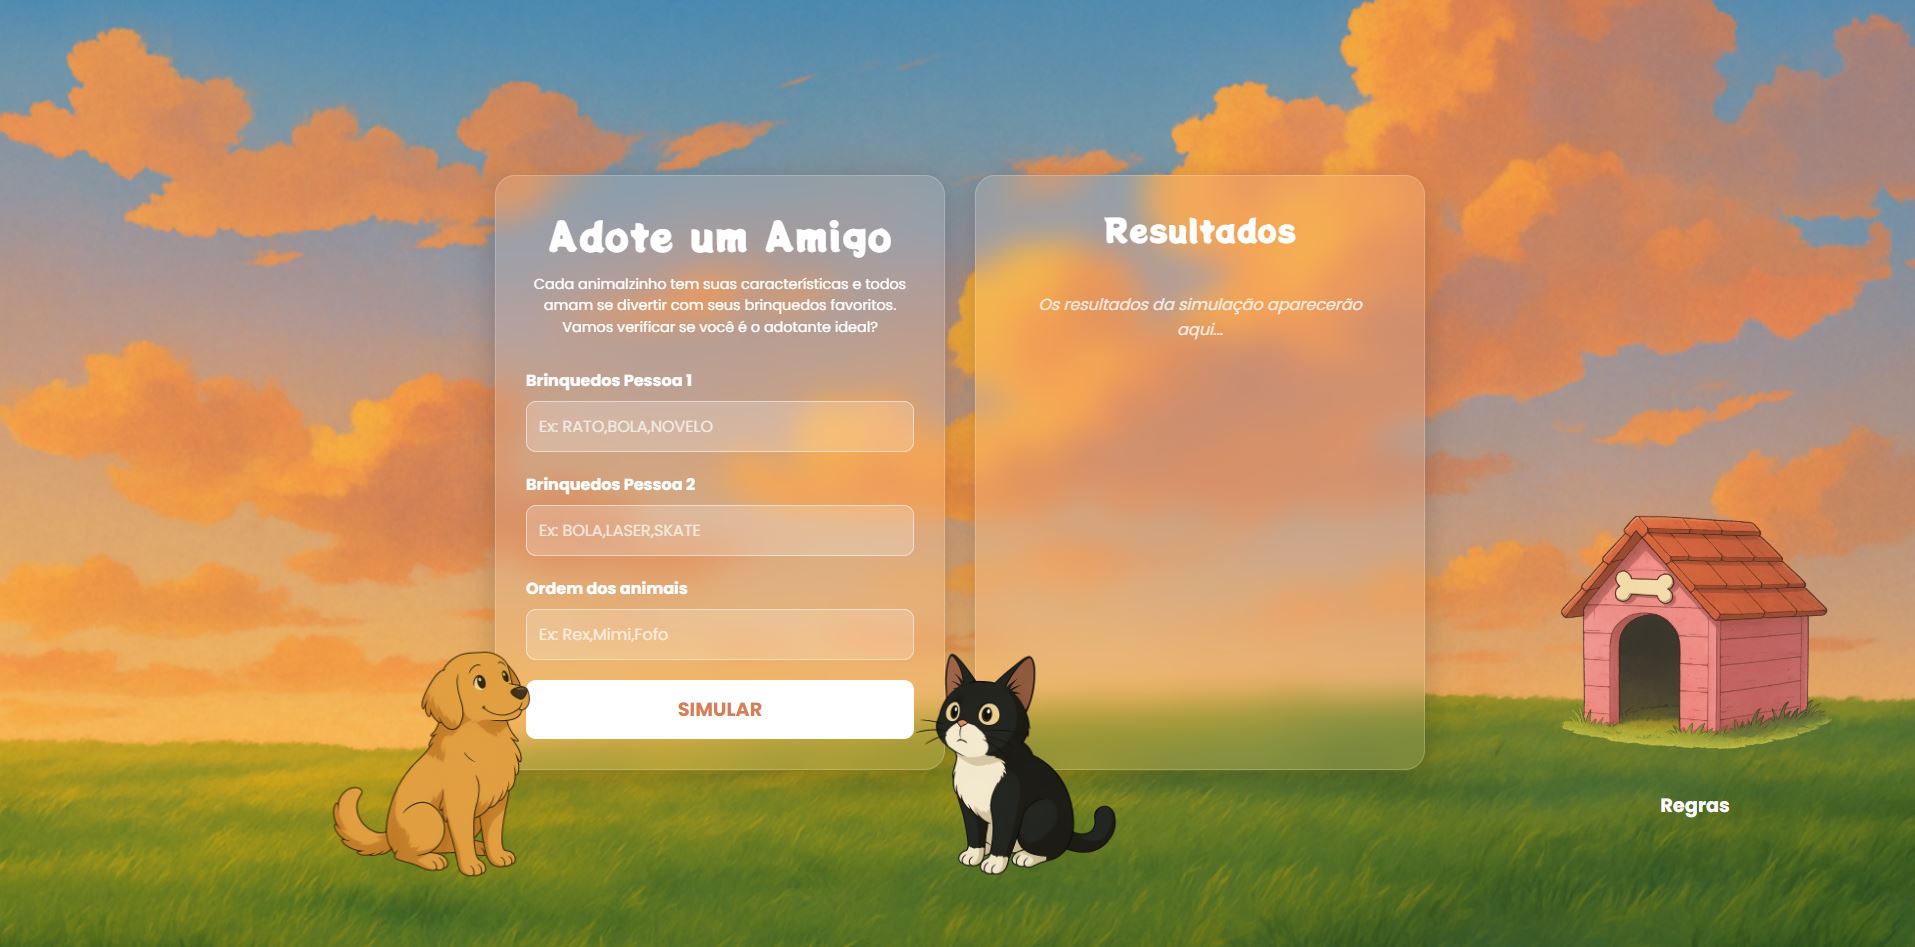 Adote um Amigo
Cada animalzinho tem suas características e todos
amam se divertir com seus brinquedos favoritos.
Vamos verificar se você é o adotante ideal?
Brinquedos Pessoa 1
Ex: RATO,BOLA,NOVELO
Brinquedos Pessoa 2
Ex: BOLA,LASER,SKATE
Ordem dos animais
Ex: Rex,Mimi,Fofo
SIMULAR
Resultados
Os resultados da simulação aparecerão
aqui...
Regras